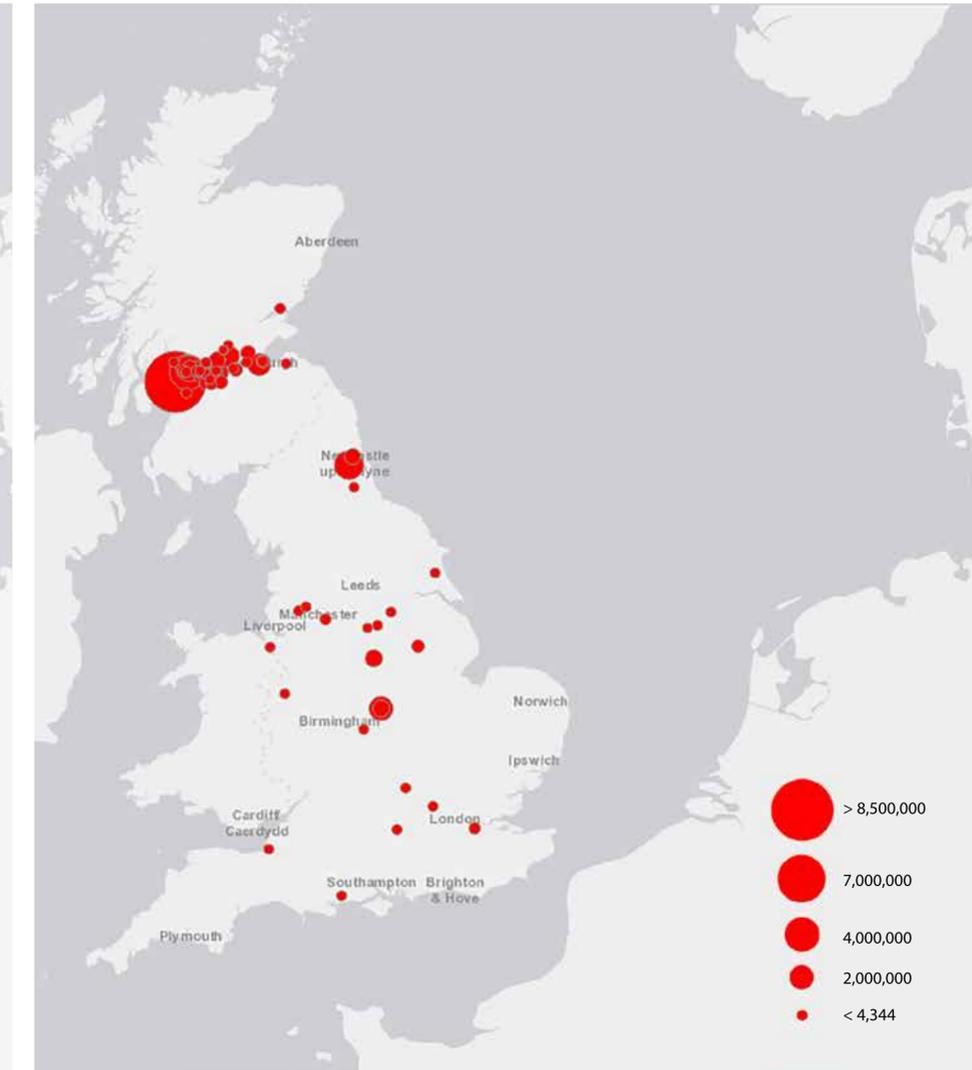 Aberdeen
Leeds
Manchester
Liverpool
Norwich
Birmingham
Ipswich
> 8,500,000
London
Cardiff
Caerdydd
7,000,000
Southampton
Brighton
& Hove
Plymouth
4,000,000
2,000,000
< 4,344